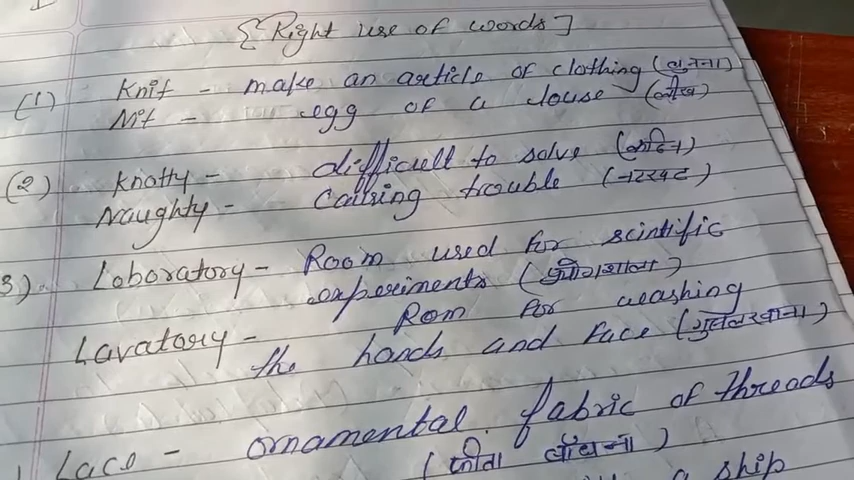 {Right use of words}
(1) Knit - make an article of clothing (बुनना)
Nit - egg of a louse (लीख)
(2) Knotty - difficult to solve (कठिन)
Naughty - Causing trouble (नटखट)
3) Loboratory - Room used for scintific
experiments (प्रयोगशाला)
Lavatory - Rom for washing
the hands and face (गुसलखाना)
Lace - ornamental fabric of threads
(फीता बाँधना)
a ship